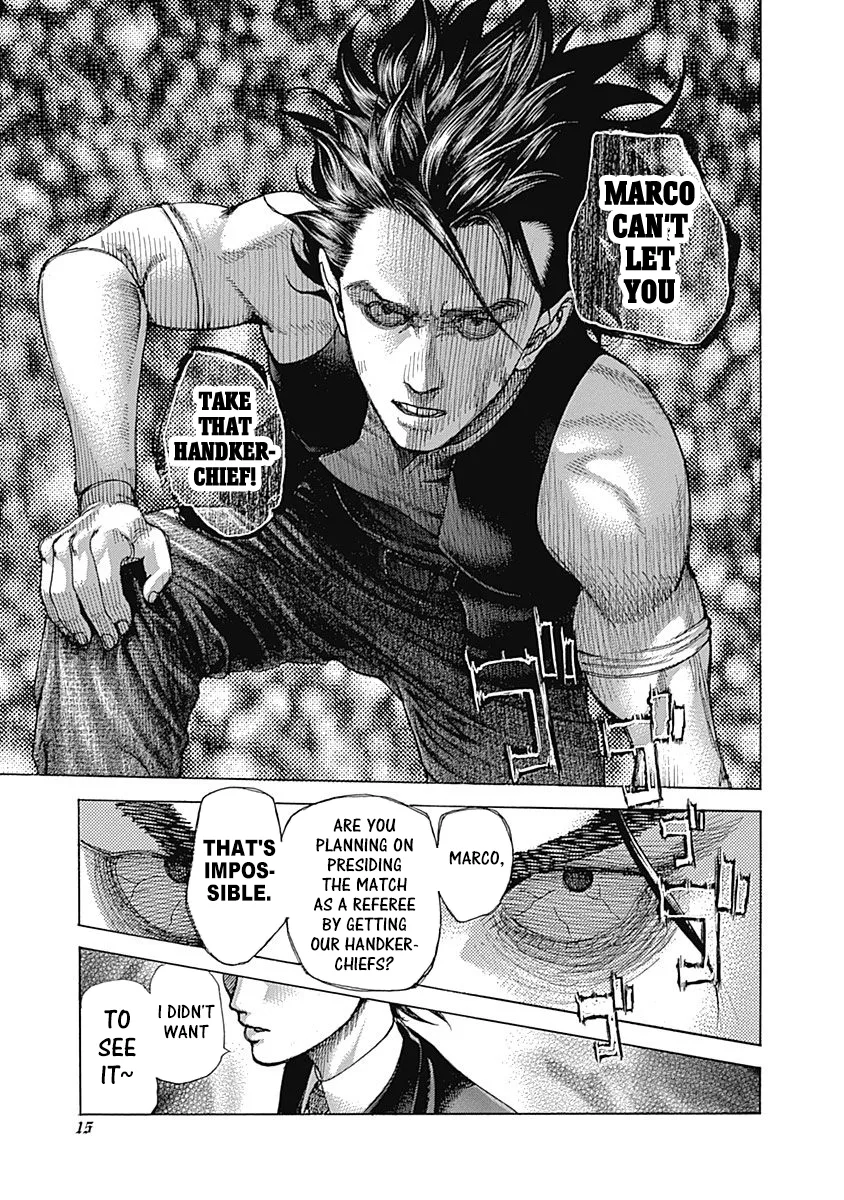 MARCO
CAN'T
LET
YOU
TAKE
THAT
HANDKER-
CHIEF!
MARCO,
ARE YOU
PLANNING ON
PRESIDING
THE MATCH
AS A REFEREE
BY GETTING
OUR HANDKER-
CHIEFS?
THAT'S
IMPOS-
SIBLE.
I DIDN'T
WANT
TO
SEE
IT~
15